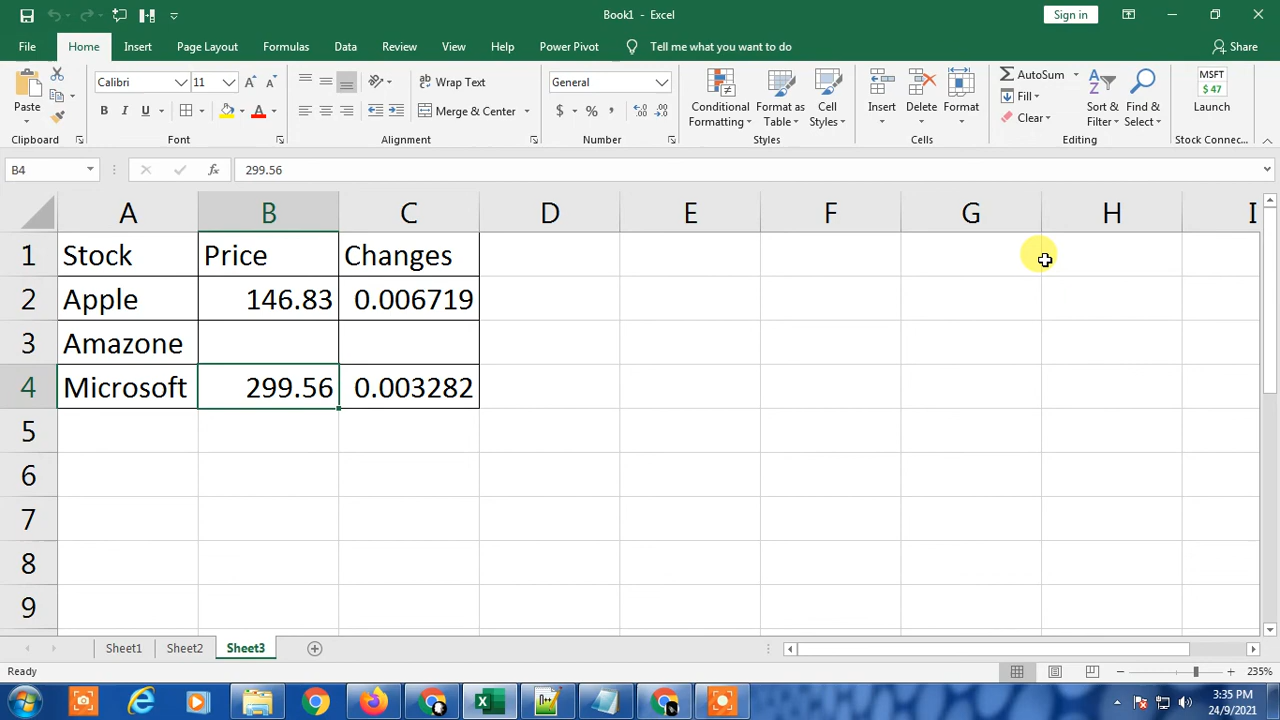 Book1 - Excel
Sign in
File Home Insert Page Layout Formulas Data Review View Help Power Pivot Tell me what you want to do Share
Calibri 11 Wrap Text General AutoSum MSFT
$ 47
Paste B I U Merge & Center $ % Conditional Formatting Format as Table Cell Styles Insert Delete Format Fill Clear Sort & Filter Find & Select Launch
Clipboard Font Alignment Number Styles Cells Editing Stock Connec...
B4 fx 299.56
A B C D E F G H I
1 Stock Price Changes
2 Apple 146.83 0.006719
3 Amazone
4 Microsoft 299.56 0.003282
5
6
7
8
9
Sheet1 Sheet2 Sheet3
Ready 235%
3:35 PM
24/9/2021